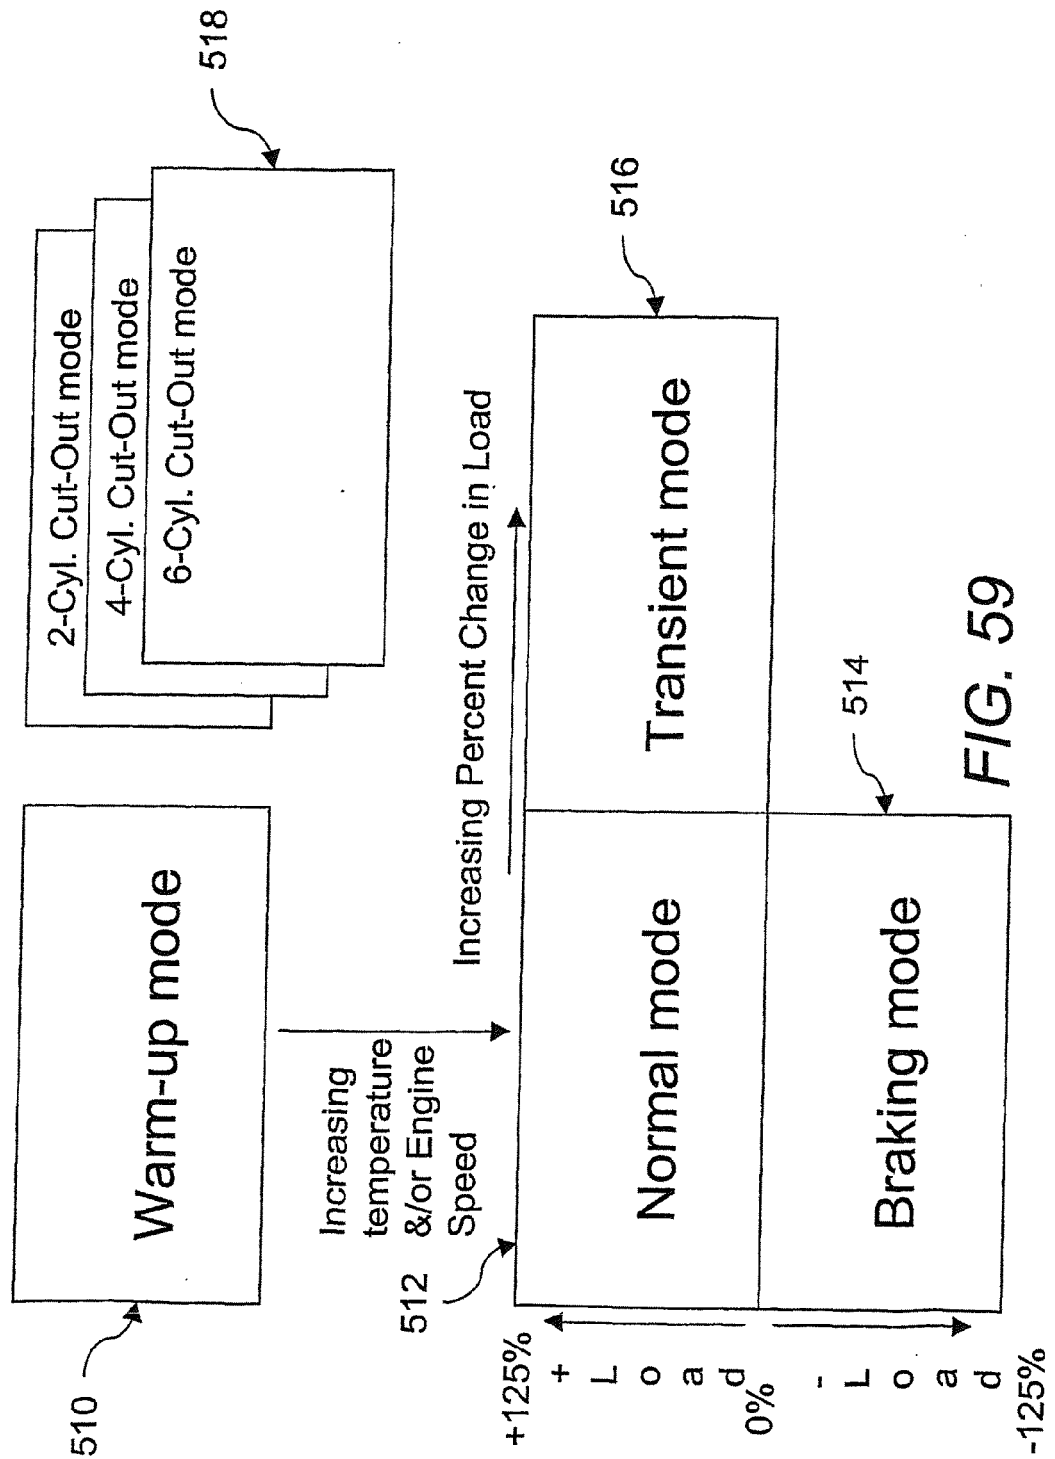 510
Warm-up mode
2-Cyl. Cut-Out mode
4-Cyl. Cut-Out mode
6-Cyl. Cut-Out mode
518
Increasing
temperature
&/or Engine
Speed
512
Increasing Percent Change in Load
+125%
+ Load
0%
- Load
-125%
Normal mode
Transient mode
516
Braking mode
514
FIG. 59